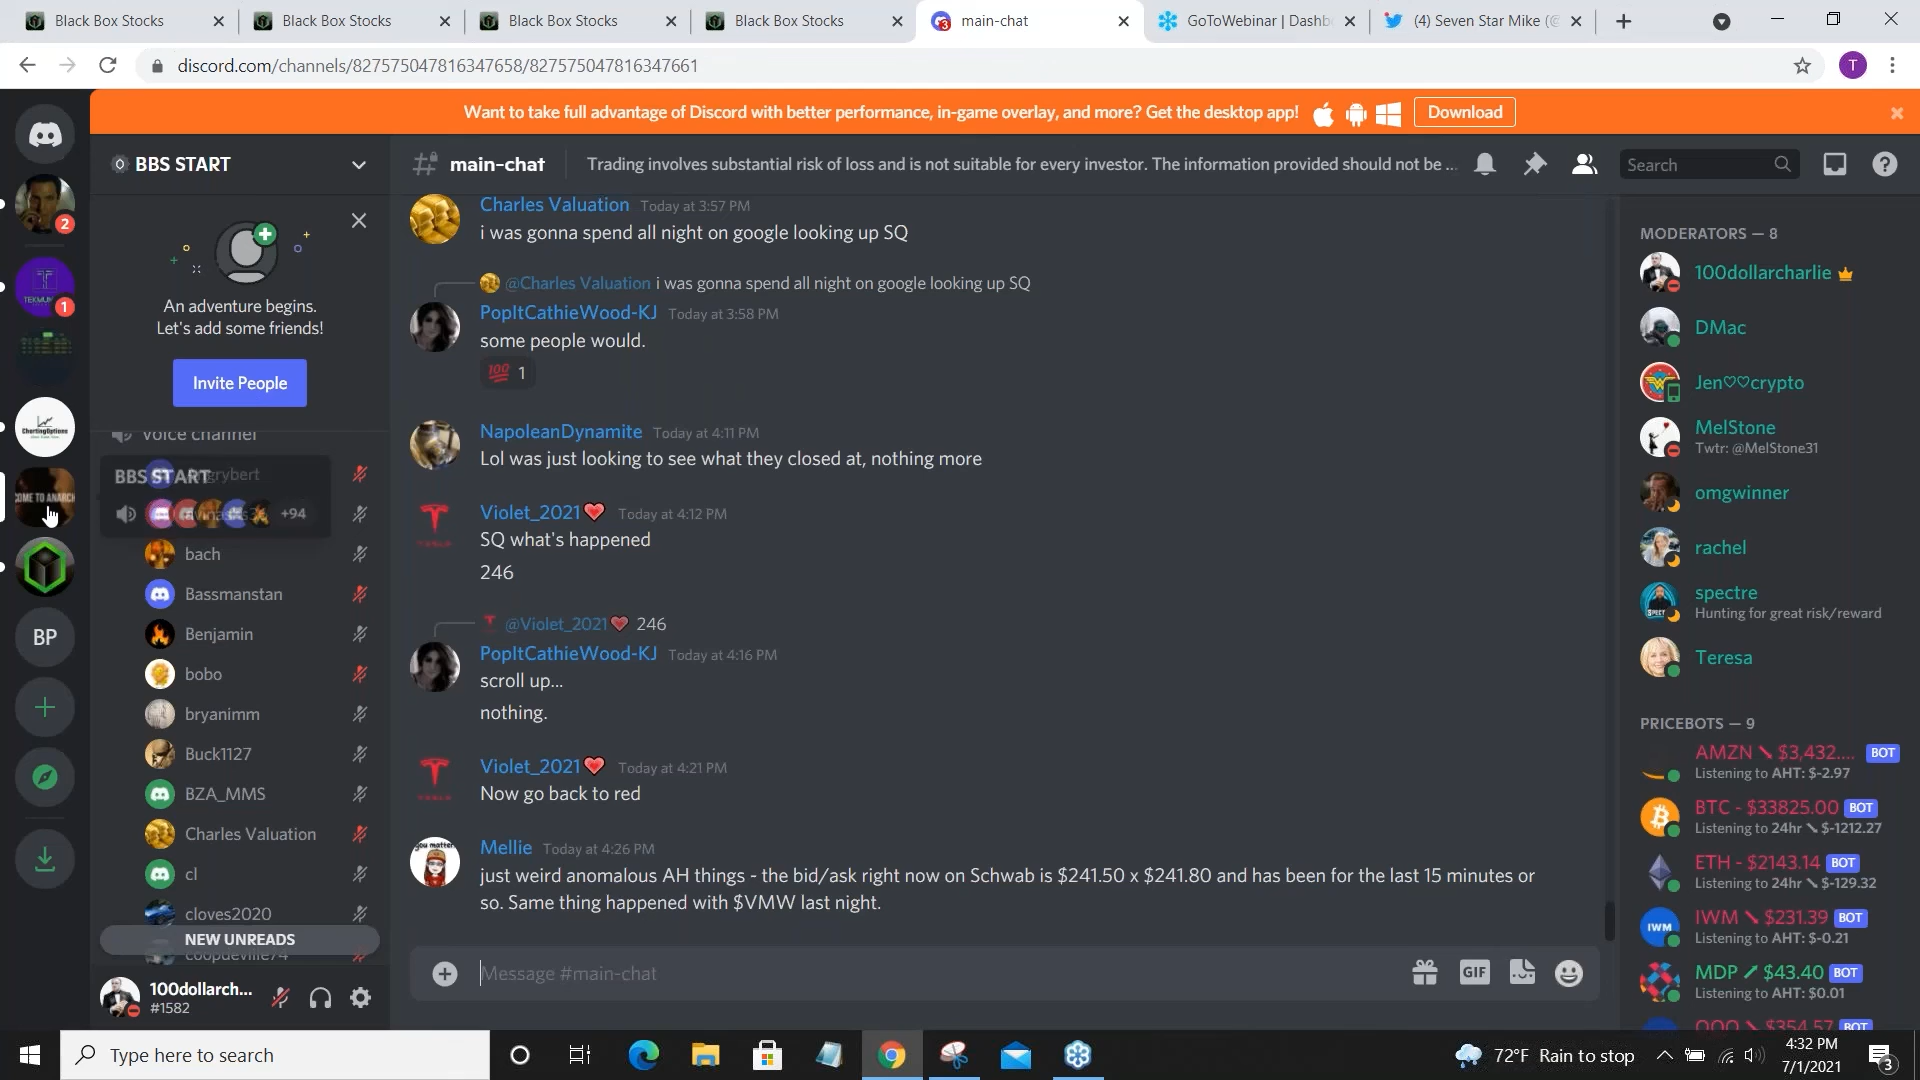 Black Box Stocks
Black Box Stocks
Black Box Stocks
Black Box Stocks
main-chat
GoToWebinar | Dashb
(4) Seven Star Mike (@
discord.com/channels/827575047816347658/827575047816347661
T
Want to take full advantage of Discord with better performance, in-game overlay, and more? Get the desktop app!
Download
BBS START
main-chat
Trading involves substantial risk of loss and is not suitable for every investor. The information provided should not be ...
Search
2
1
ChartingOptions
COME TO ANARCH
BP
An adventure begins.
Let's add some friends!
Invite People
voice channel
BBS START
+94
bach
Bassmanstan
Benjamin
bobo
bryanimm
Buck1127
BZA_MMS
Charles Valuation
cl
cloves2020
NEW UNREADS
coopdeville74
100dollarch...
#1582
Charles Valuation Today at 3:57 PM
i was gonna spend all night on google looking up SQ
@Charles Valuation i was gonna spend all night on google looking up SQ
PopItCathieWood-KJ Today at 3:58 PM
some people would.
💯 1
NapoleanDynamite Today at 4:11 PM
Lol was just looking to see what they closed at, nothing more
Violet_2021❤️ Today at 4:12 PM
SQ what's happened
246
@Violet_2021❤️ 246
PopItCathieWood-KJ Today at 4:16 PM
scroll up...
nothing.
Violet_2021❤️ Today at 4:21 PM
Now go back to red
you matter
Mellie Today at 4:26 PM
just weird anomalous AH things - the bid/ask right now on Schwab is $241.50 x $241.80 and has been for the last 15 minutes or
so. Same thing happened with $VMW last night.
Message #main-chat
GIF
MODERATORS — 8
100dollarcharlie
DMac
Jen♡♡crypto
MelStone
Twtr: @MelStone31
omgwinner
rachel
spectre
Hunting for great risk/reward
Teresa
PRICEBOTS — 9
AMZN ↘ $3,432.... BOT
Listening to AHT: $-2.97
BTC - $33825.00 BOT
Listening to 24hr ↘ $-1212.27
ETH - $2143.14 BOT
Listening to 24hr ↘ $-129.32
IWM
IWM ↘ $231.39 BOT
Listening to AHT: $-0.21
MDP ↗ $43.40 BOT
Listening to AHT: $0.01
QQQ ↘ $354.57 BOT
Type here to search
72°F Rain to stop
4:32 PM
7/1/2021
3